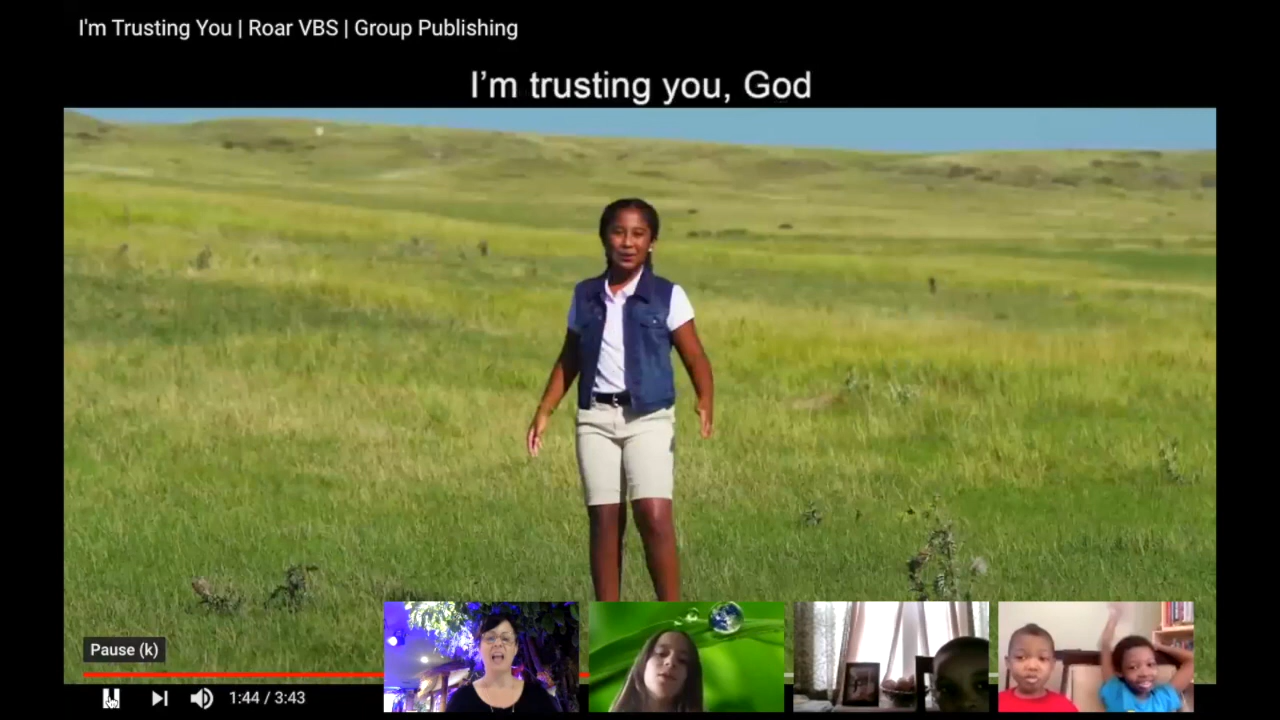 I'm Trusting You | Roar VBS | Group Publishing
I’m trusting you, God
Pause (k)
1:44 / 3:43